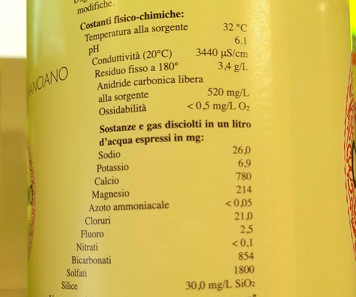 modifiche.
Costanti fisico-chimiche:
Temperatura alla sorgente 32 °C
pH 6.1
Conduttività (20°C) 3440 µS/cm
Residuo fisso a 180° 3,4 g/L
Anidride carbonica libera
alla sorgente 520 mg/L
Ossidabilità < 0,5 mg/L O₂
Sostanze e gas disciolti in un litro
d'acqua espressi in mg:
Sodio 26,0
Potassio 6,9
Calcio 780
Magnesio 214
Azoto ammoniacale < 0,05
Cloruri 21,0
Fluoro 2,5
Nitrati < 0,1
Bicarbonati 854
Solfati 1800
Silice 30,0 mg/L SiO₂
ANCIANO